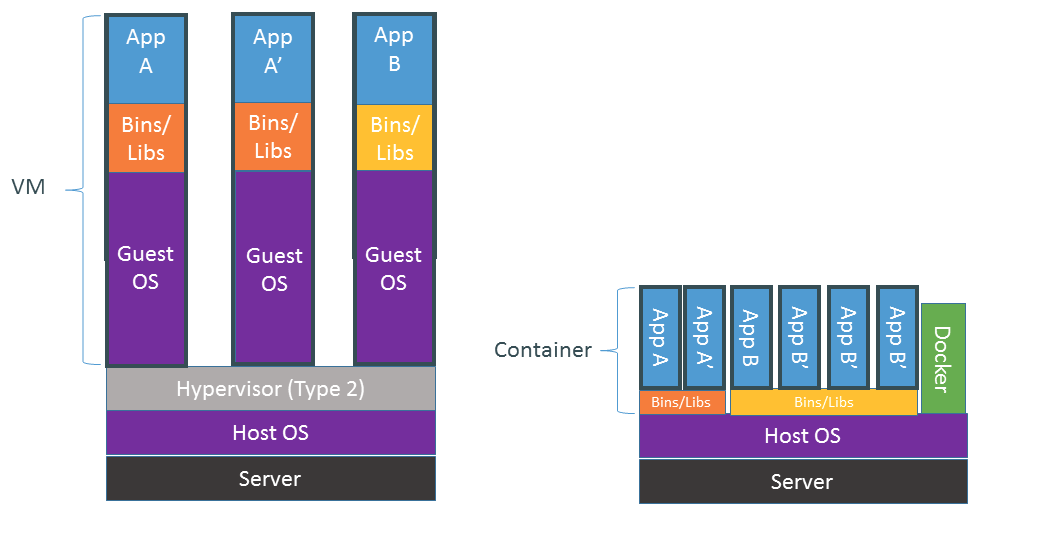 VM
App
A
Bins/
Libs
Guest
OS
App
A’
Bins/
Libs
Guest
OS
App
B
Bins/
Libs
Guest
OS
Hypervisor (Type 2)
Host OS
Server
Container
App A
App A’
App B
App B’
App B’
App B’
Docker
Bins/Libs
Bins/Libs
Host OS
Server